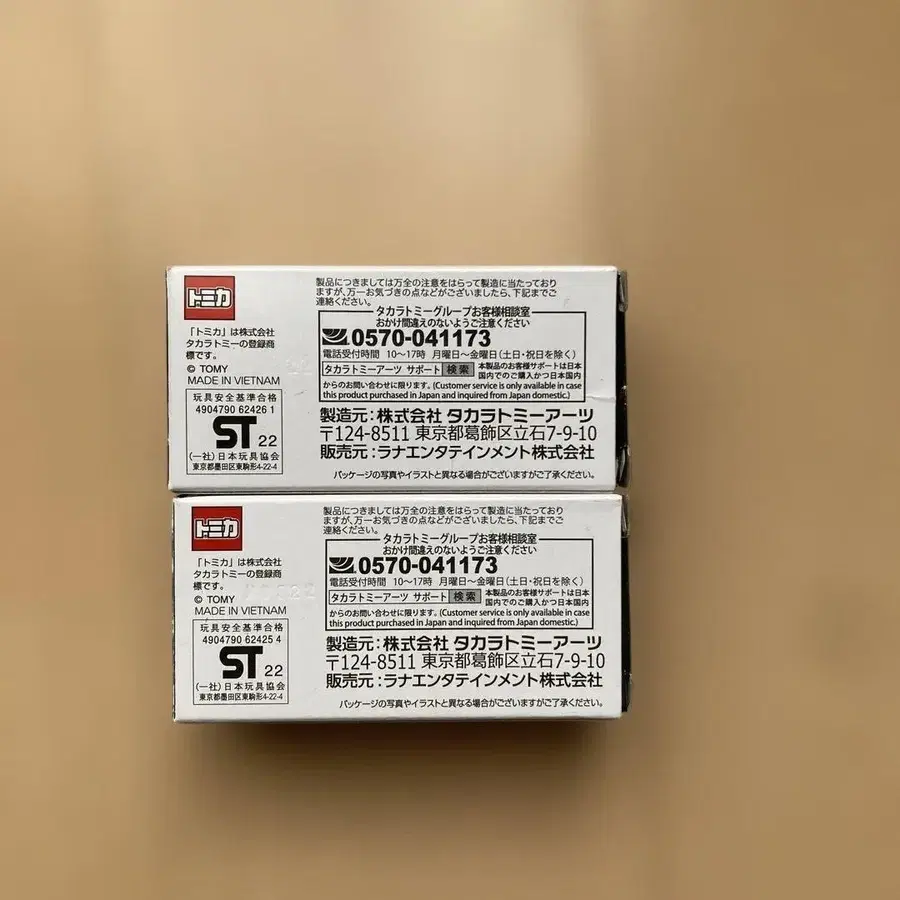 トミカ
「トミカ」は株式会社
タカラトミーの登録商
標です。
© TOMY
MADE IN VIETNAM
玩具安全基準合格
4904790 62426 1
ST 22
(一社)日本玩具協会
東京都墨田区東駒形4-22-4
製品につきましては万全の注意をはらって製造に当たっており
ますが、万一お気づきの点などがございましたら、下記までご
連絡ください。
タカラトミーグループお客様相談室
おかけ間違えのないようご注意ください
0570-041173
電話受付時間 10〜17時 月曜日〜金曜日(土日・祝日を除く)
タカラトミーアーツ サポート 検索 本製品のお客様サポートは日本
国内でのご購入かつ日本国内
からのお問い合わせに限ります。(Customer service is only available in case
this product purchased in Japan and inquired from Japan domestic.)
製造元：株式会社 タカラトミーアーツ
〒124-8511 東京都葛飾区立石7-9-10
販売元：ラナエンタテインメント株式会社
パッケージの写真やイラストと異なる場合がございますがご了承ください。
トミカ
「トミカ」は株式会社
タカラトミーの登録商
標です。
© TOMY
MADE IN VIETNAM
玩具安全基準合格
4904790 62425 4
ST 22
(一社)日本玩具協会
東京都墨田区東駒形4-22-4
製品につきましては万全の注意をはらって製造に当たっており
ますが、万一お気づきの点などがございましたら、下記までご
連絡ください。
タカラトミーグループお客様相談室
おかけ間違えのないようご注意ください
0570-041173
電話受付時間 10〜17時 月曜日〜金曜日(土日・祝日を除く)
タカラトミーアーツ サポート 検索 本製品のお客様サポートは日本
国内でのご購入かつ日本国内
からのお問い合わせに限ります。(Customer service is only available in case
this product purchased in Japan and inquired from Japan domestic.)
製造元：株式会社 タカラトミーアーツ
〒124-8511 東京都葛飾区立石7-9-10
販売元：ラナエンタテインメント株式会社
パッケージの写真やイラストと異なる場合がございますがご了承ください。